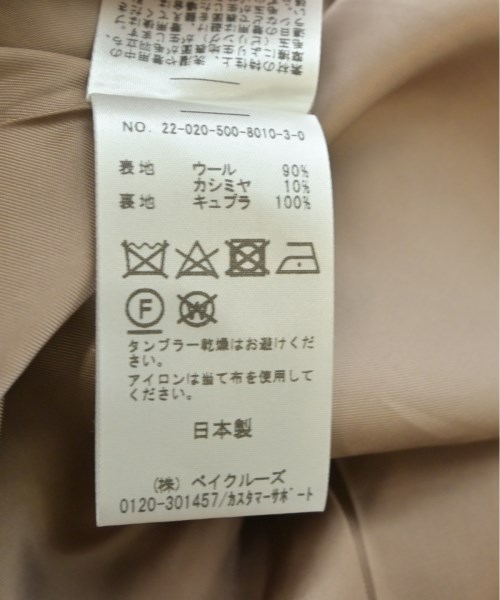 NO. 22-020-500-8010-3-0
表地 ウール 90%
カシミヤ 10%
裏地 キュプラ 100%
F
W
タンブラー乾燥はお避けくだ
さい。
アイロンは当て布を使用して
ください。
日本製
(株) ベイクルーズ
0120-301457/カスタマーサポート